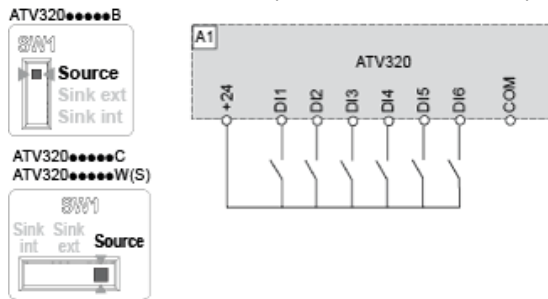 ATV320●●●●●B
SW1
Source
Sink ext
Sink int
ATV320●●●●●C
ATV320●●●●●W(S)
SW1
Sink int
Sink ext
Source
A1
ATV320
+24
DI1
DI2
DI3
DI4
DI5
DI6
COM